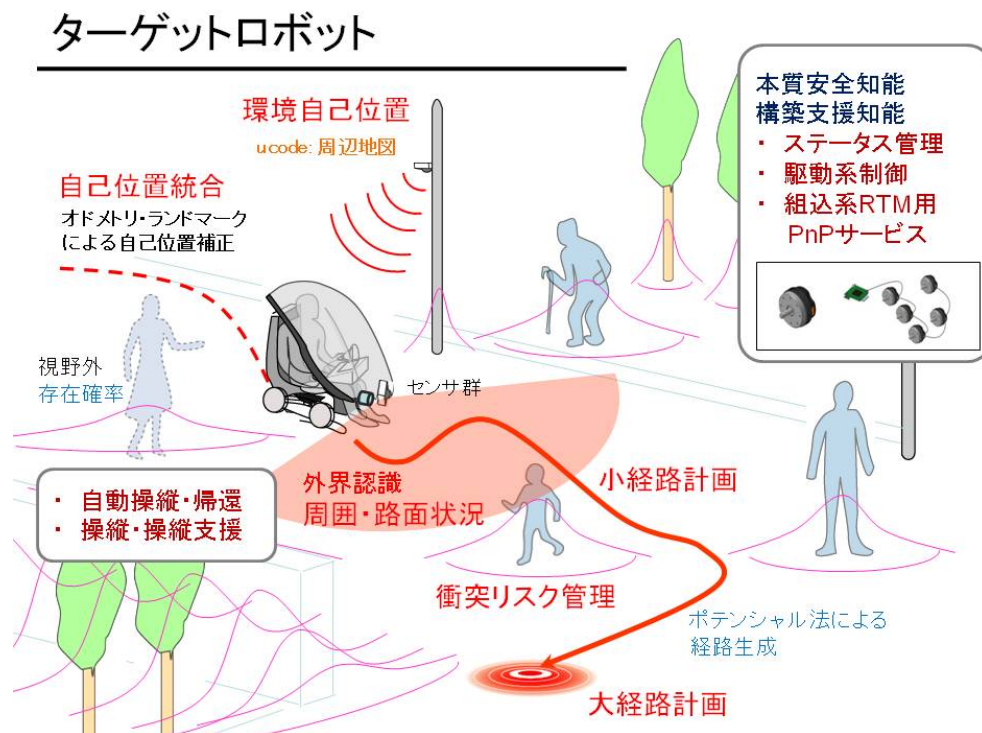 ターゲットロボット
環境自己位置
ucode: 周辺地図
自己位置統合
オドメトリ・ランドマーク
による自己位置補正
本質安全知能
構築支援知能
・ ステータス管理
・ 駆動系制御
・ 組込系RTM用
PnPサービス
視野外
存在確率
センサ群
・ 自動操縦・帰還
・ 操縦・操縦支援
外界認識
周囲・路面状況
小経路計画
衝突リスク管理
ポテンシャル法による
経路生成
大経路計画